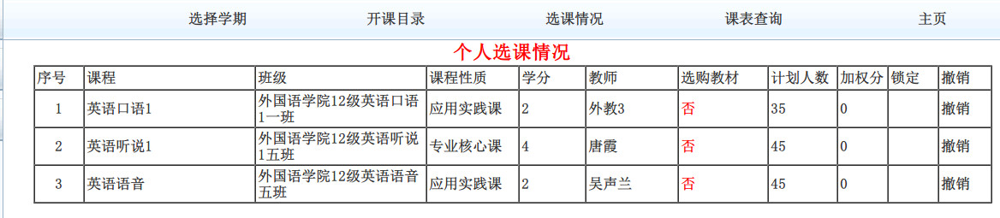 选择学期 开课目录 选课情况 课表查询 主页
个人选课情况
序号 课程 班级 课程性质 学分 教师 选购教材 计划人数 加权分 锁定 撤销
1 英语口语1 外国语学院12级英语口语 应用实践课 2 外教3 否 35 0 撤销
1一班
2 英语听说1 外国语学院12级英语听说 专业核心课 4 唐霞 否 45 0 撤销
1五班
3 英语语音 外国语学院12级英语语音 应用实践课 2 吴声兰 否 45 0 撤销
五班